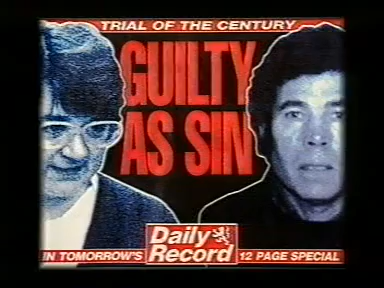 TRIAL OF THE CENTURY
GUILTY
AS SIN
IN TOMORROW'S
Daily
Record
12 PAGE SPECIAL